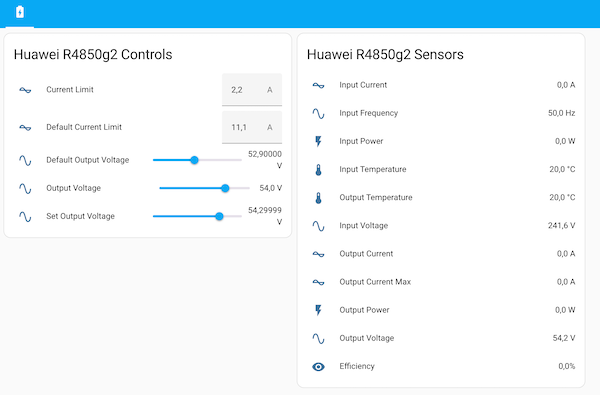 Huawei R4850g2 Controls
Current Limit 2,2 A
Default Current Limit 11,1 A
Default Output Voltage 52,90000 V
Output Voltage 54,0 V
Set Output Voltage 54,29999 V
Huawei R4850g2 Sensors
Input Current 0,0 A
Input Frequency 50,0 Hz
Input Power 0,0 W
Input Temperature 20,0 °C
Output Temperature 20,0 °C
Input Voltage 241,6 V
Output Current 0,0 A
Output Current Max 0,0 A
Output Power 0,0 W
Output Voltage 54,2 V
Efficiency 0,0%